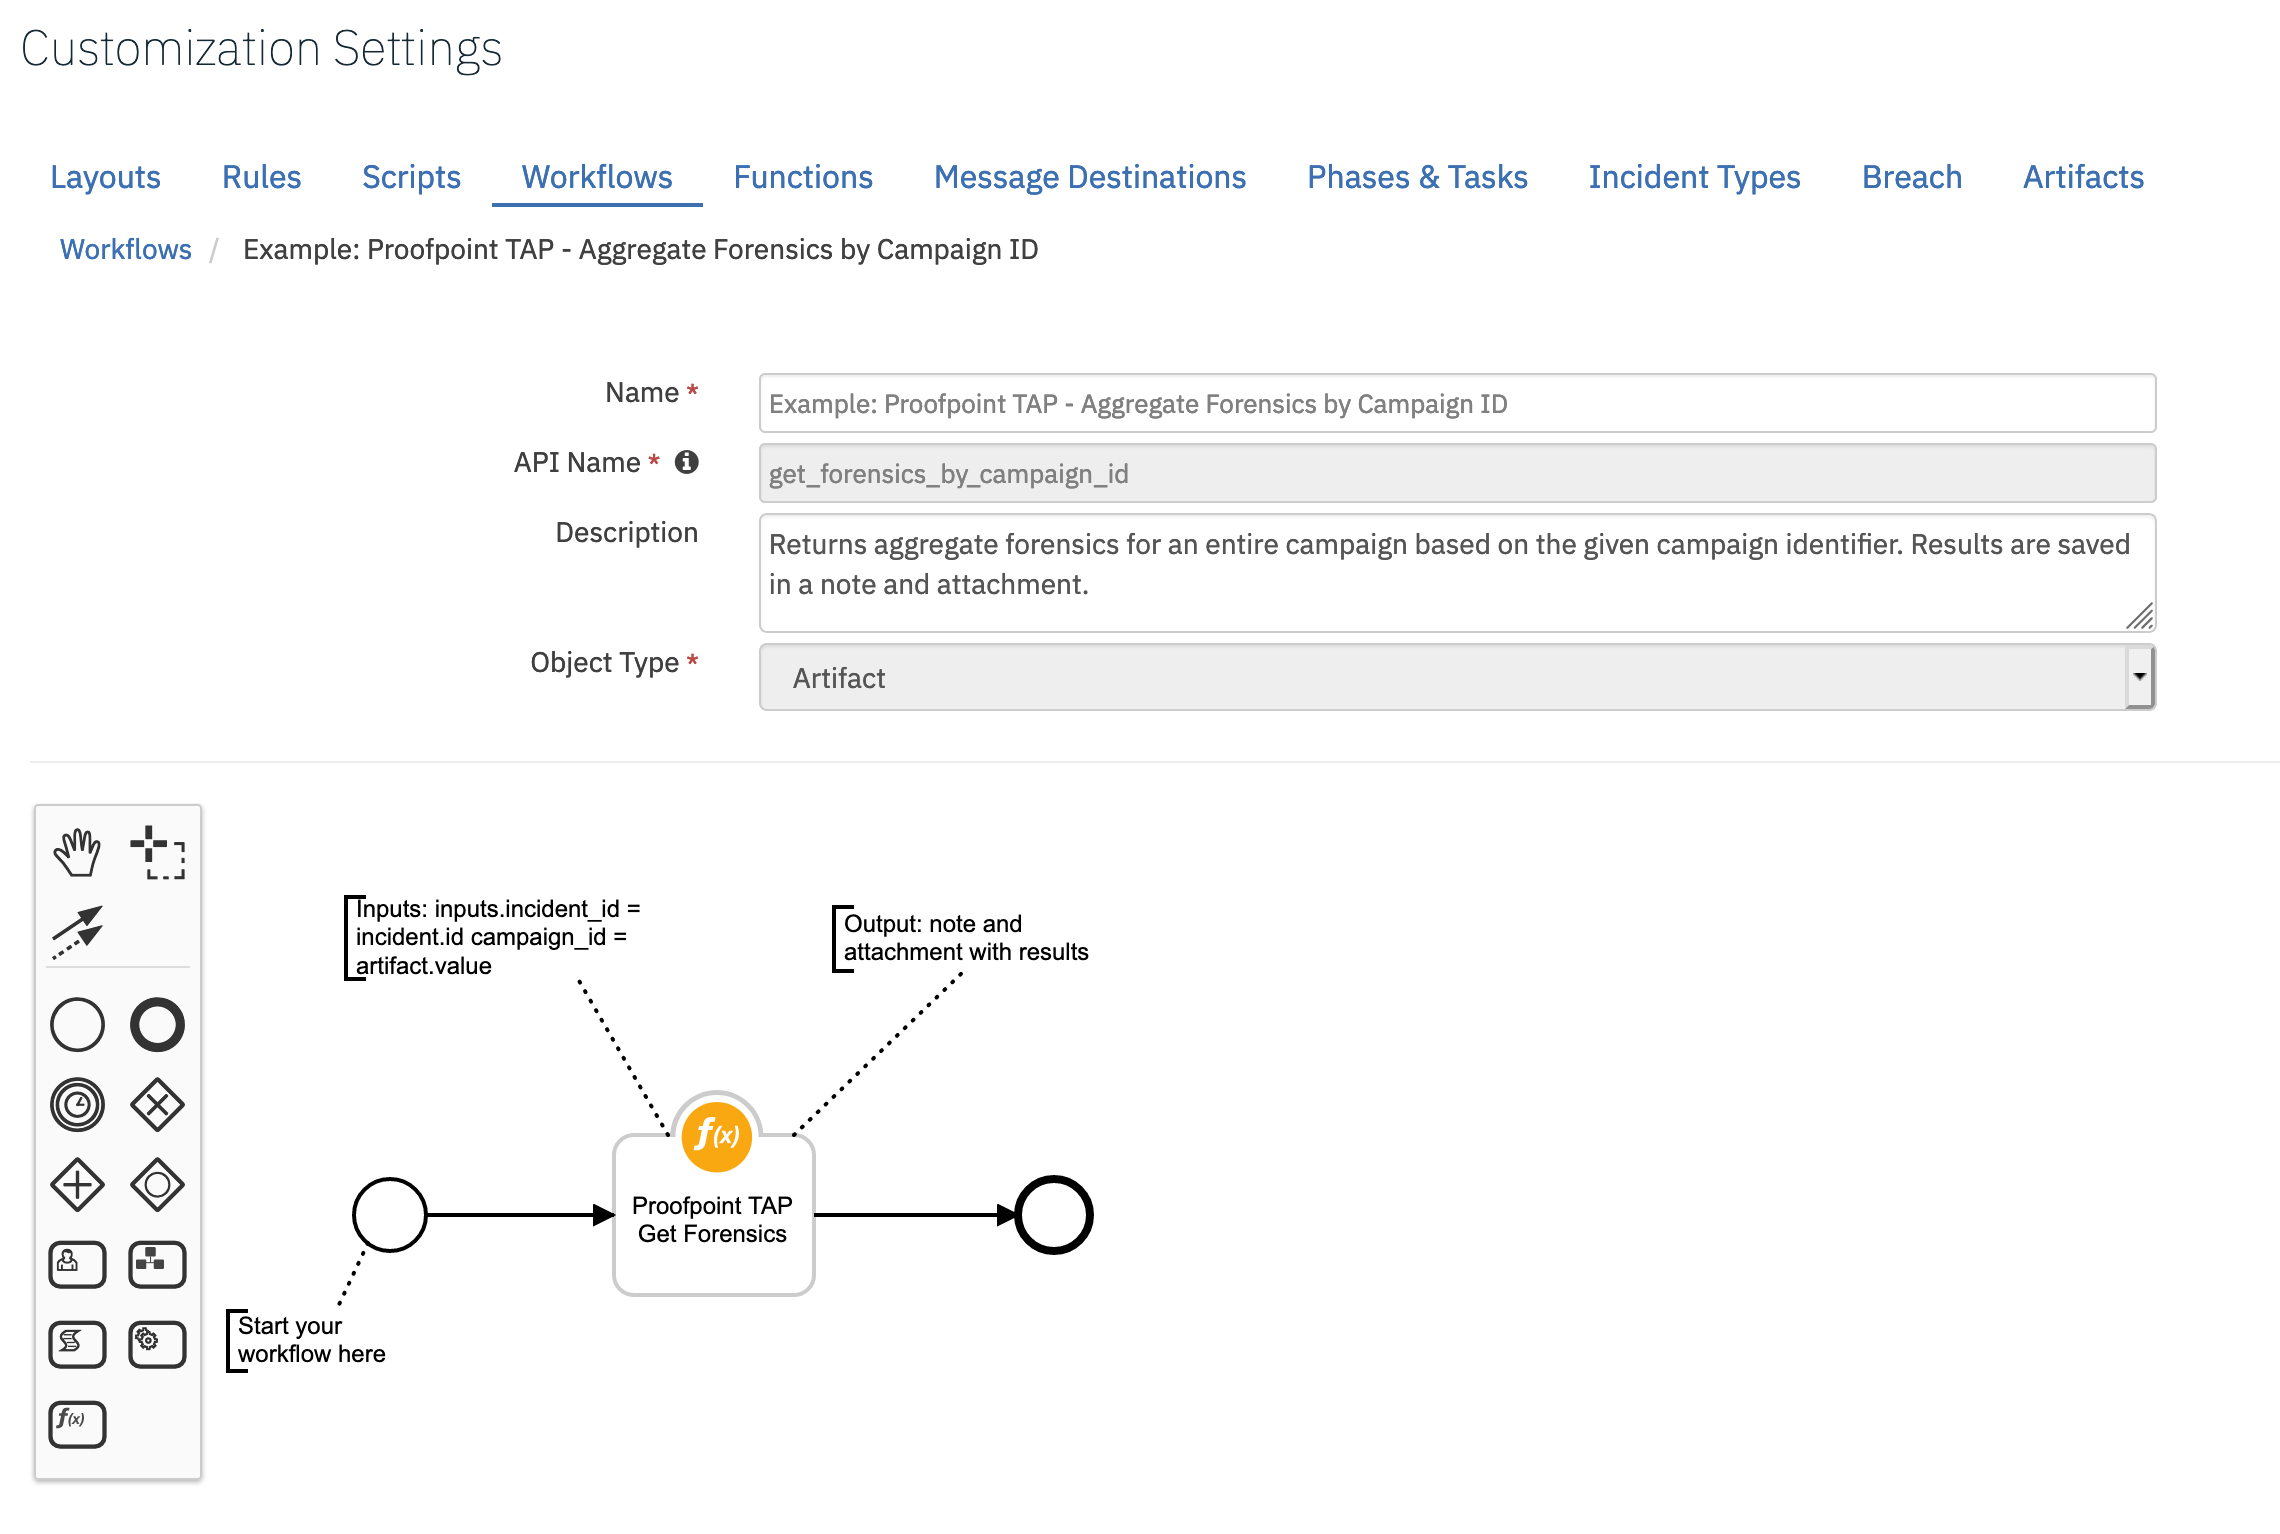 Customization Settings
Layouts Rules Scripts Workflows Functions Message Destinations Phases & Tasks Incident Types Breach Artifacts
Workflows / Example: Proofpoint TAP - Aggregate Forensics by Campaign ID
Name * Example: Proofpoint TAP - Aggregate Forensics by Campaign ID
API Name * get_forensics_by_campaign_id
Description Returns aggregate forensics for an entire campaign based on the given campaign identifier. Results are saved
in a note and attachment.
Object Type * Artifact
Inputs: inputs.incident_id =
incident.id campaign_id =
artifact.value
Output: note and
attachment with results
f(x)
Proofpoint TAP
Get Forensics
Start your
workflow here
f(x)